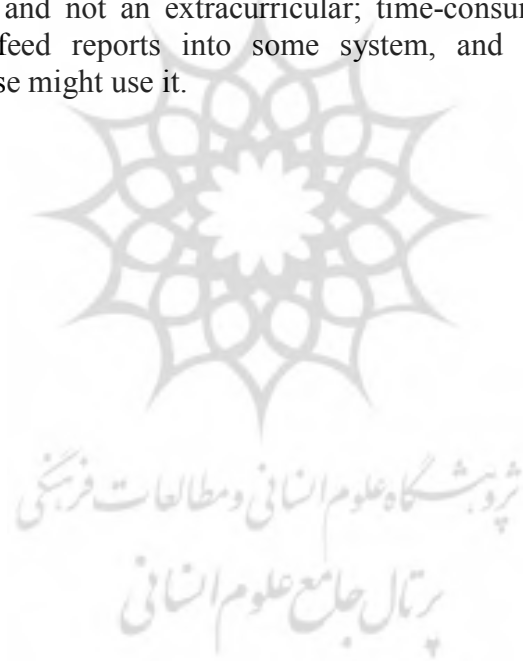 and not an extracurricular; time-consu
feed reports into some system, and
se might use it.
پژوهشگاه علوم انسانی و مطالعات فرهنگی
پرتال جامع علوم انسانی